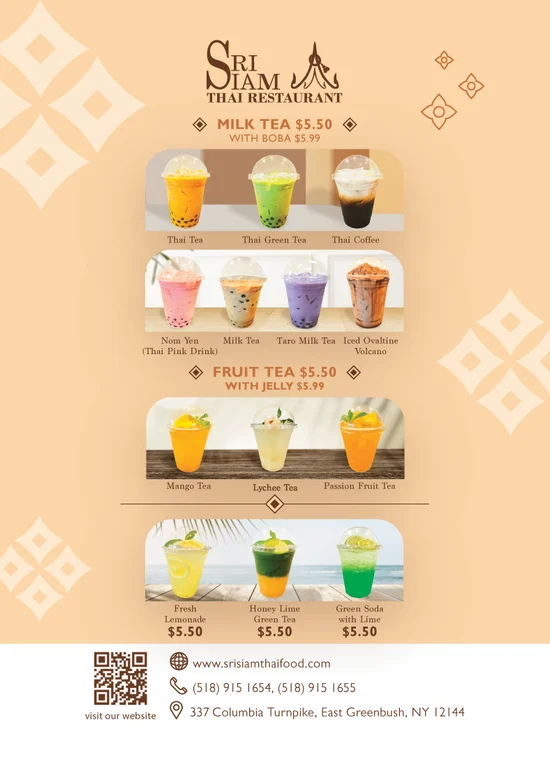 SRI
SIAM
THAI RESTAURANT
MILK TEA $5.50
WITH BOBA $5.99
Thai Tea Thai Green Tea Thai Coffee
Nom Yen Milk Tea Taro Milk Tea Iced Ovaltine
(Thai Pink Drink) Volcano
FRUIT TEA $5.50
WITH JELLY $5.99
Mango Tea Lychee Tea Passion Fruit Tea
Fresh Honey Lime Green Soda
Lemonade Green Tea with Lime
$5.50 $5.50 $5.50
www.srisiamthaifood.com
(518) 915 1654, (518) 915 1655
visit our website 337 Columbia Turnpike, East Greenbush, NY 12144